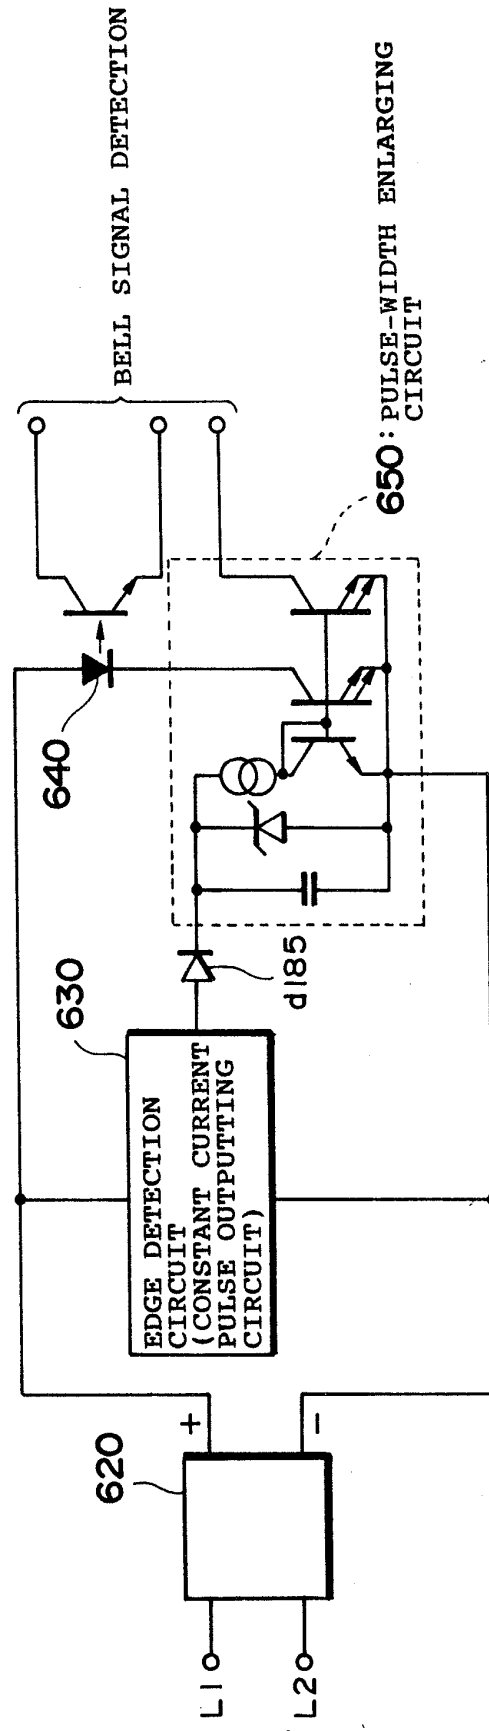 BELL SIGNAL DETECTION
650: PULSE-WIDTH ENLARGING
CIRCUIT
640
630
d185
EDGE DETECTION
CIRCUIT
(CONSTANT CURRENT
PULSE OUTPUTTING
CIRCUIT)
620
+
−
L1
L2